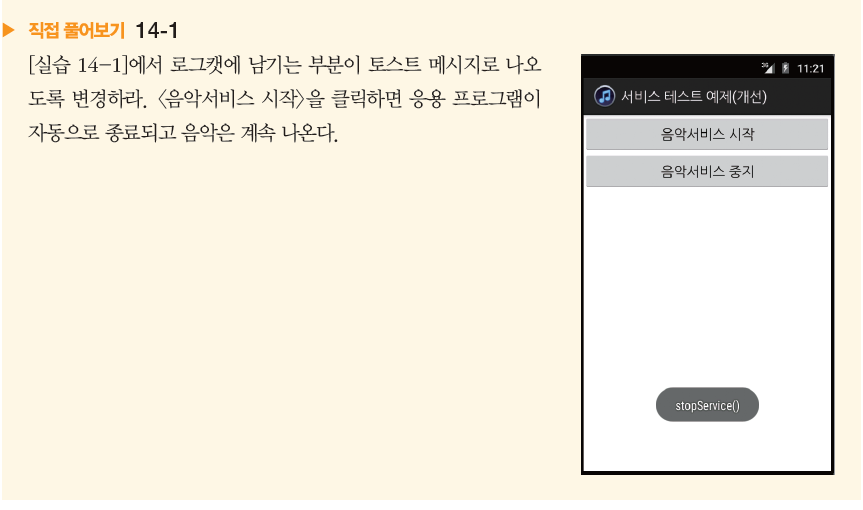 ▶ 직접 풀어보기 14-1
[실습 14-1]에서 로그캣에 남기는 부분이 토스트 메시지로 나오
도록 변경하라. 〈음악서비스 시작〉을 클릭하면 응용 프로그램이
자동으로 종료되고 음악은 계속 나온다.
3G 11:21
서비스 테스트 예제(개선)
음악서비스 시작
음악서비스 중지
stopService()